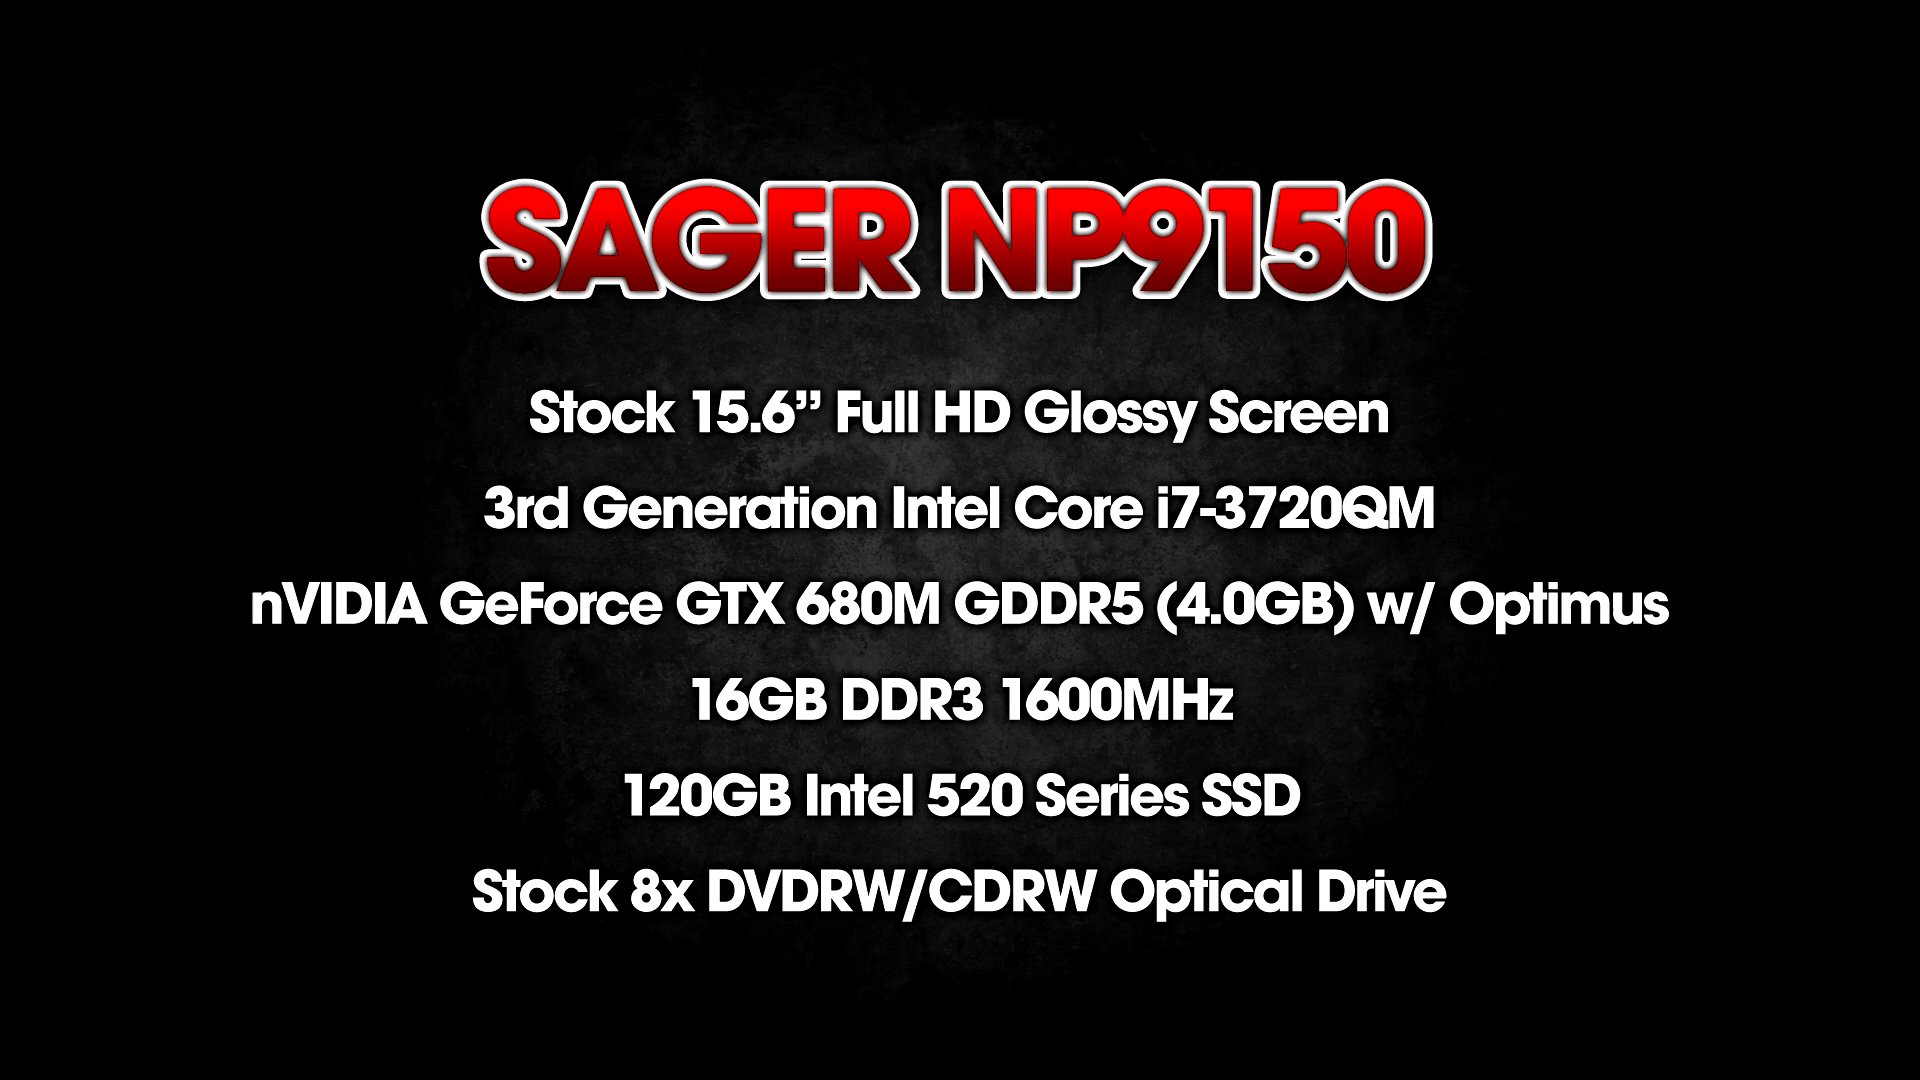 SAGER NP9150
Stock 15.6” Full HD Glossy Screen
3rd Generation Intel Core i7-3720QM
nVIDIA GeForce GTX 680M GDDR5 (4.0GB) w/ Optimus
16GB DDR3 1600MHz
120GB Intel 520 Series SSD
Stock 8x DVDRW/CDRW Optical Drive